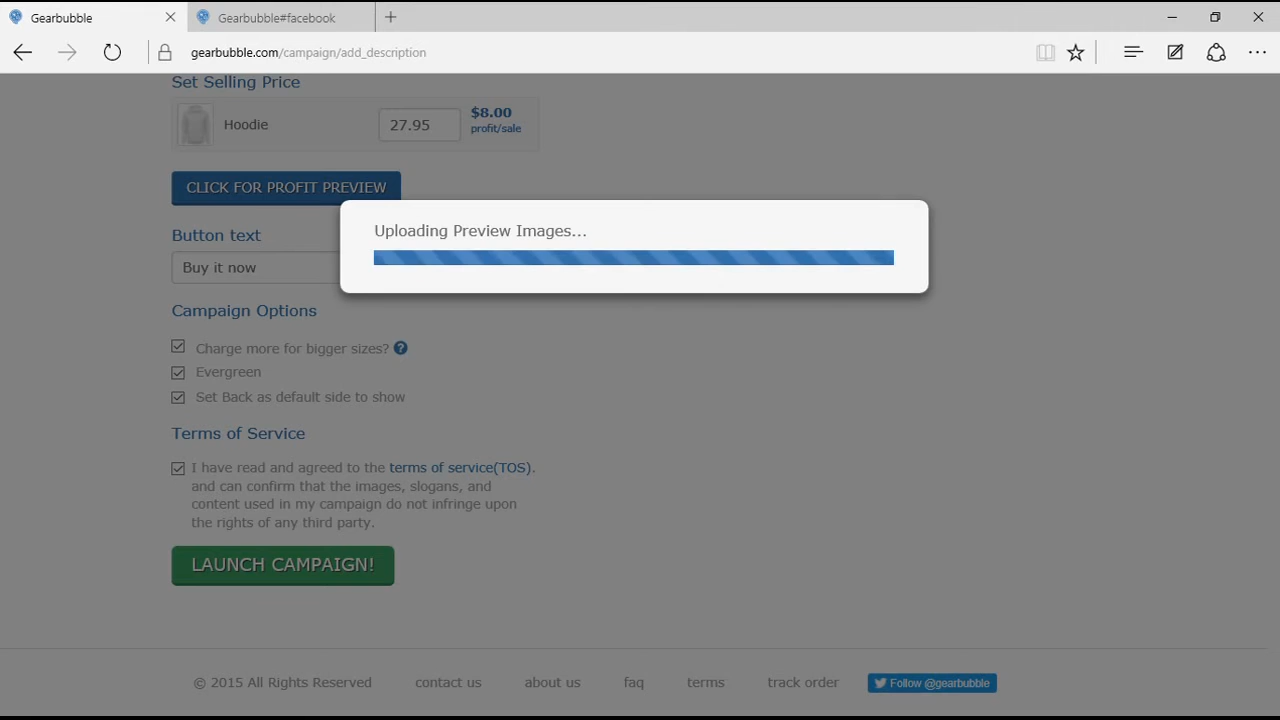 Gearbubble
Gearbubble#facebook
gearbubble.com/campaign/add_description
Set Selling Price
Hoodie
27.95
$8.00
profit/sale
CLICK FOR PROFIT PREVIEW
Uploading Preview Images...
Button text
Buy it now
Campaign Options
Charge more for bigger sizes? ?
Evergreen
Set Back as default side to show
Terms of Service
I have read and agreed to the terms of service(TOS).
and can confirm that the images, slogans, and
content used in my campaign do not infringe upon
the rights of any third party.
LAUNCH CAMPAIGN!
© 2015 All Rights Reserved
contact us
about us
faq
terms
track order
Follow @gearbubble